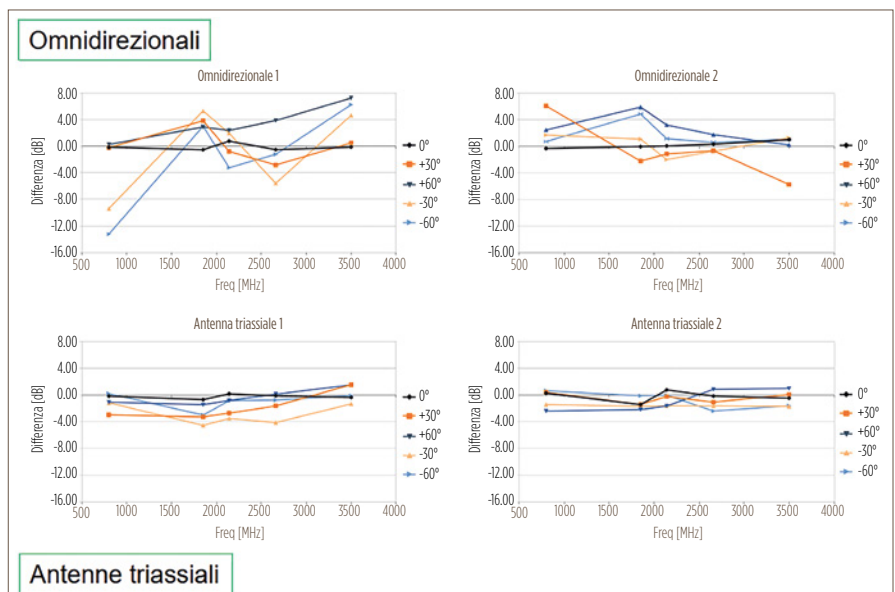 Omnidirezionali
Omnidirezionale 1
8.00
4.00
0.00
-4.00
-8.00
-12.00
-16.00
Differenza [dB]
500 1000 1500 2000 2500 3000 3500 4000
Freq [MHz]
0°
+30°
+60°
-30°
-60°
Omnidirezionale 2
8.00
4.00
0.00
-4.00
-8.00
-12.00
-16.00
Differenza [dB]
500 1000 1500 2000 2500 3000 3500 4000
Freq [MHz]
0°
+30°
+60°
-30°
-60°
Antenna triassiale 1
8.00
4.00
0.00
-4.00
-8.00
-12.00
-16.00
Differenza [dB]
500 1000 1500 2000 2500 3000 3500 4000
Freq [MHz]
0°
+30°
+60°
-30°
-60°
Antenna triassiale 2
8.00
4.00
0.00
-4.00
-8.00
-12.00
-16.00
Differenza [dB]
500 1000 1500 2000 2500 3000 3500 4000
Freq [MHz]
0°
+30°
+60°
-30°
-60°
Antenne triassiali